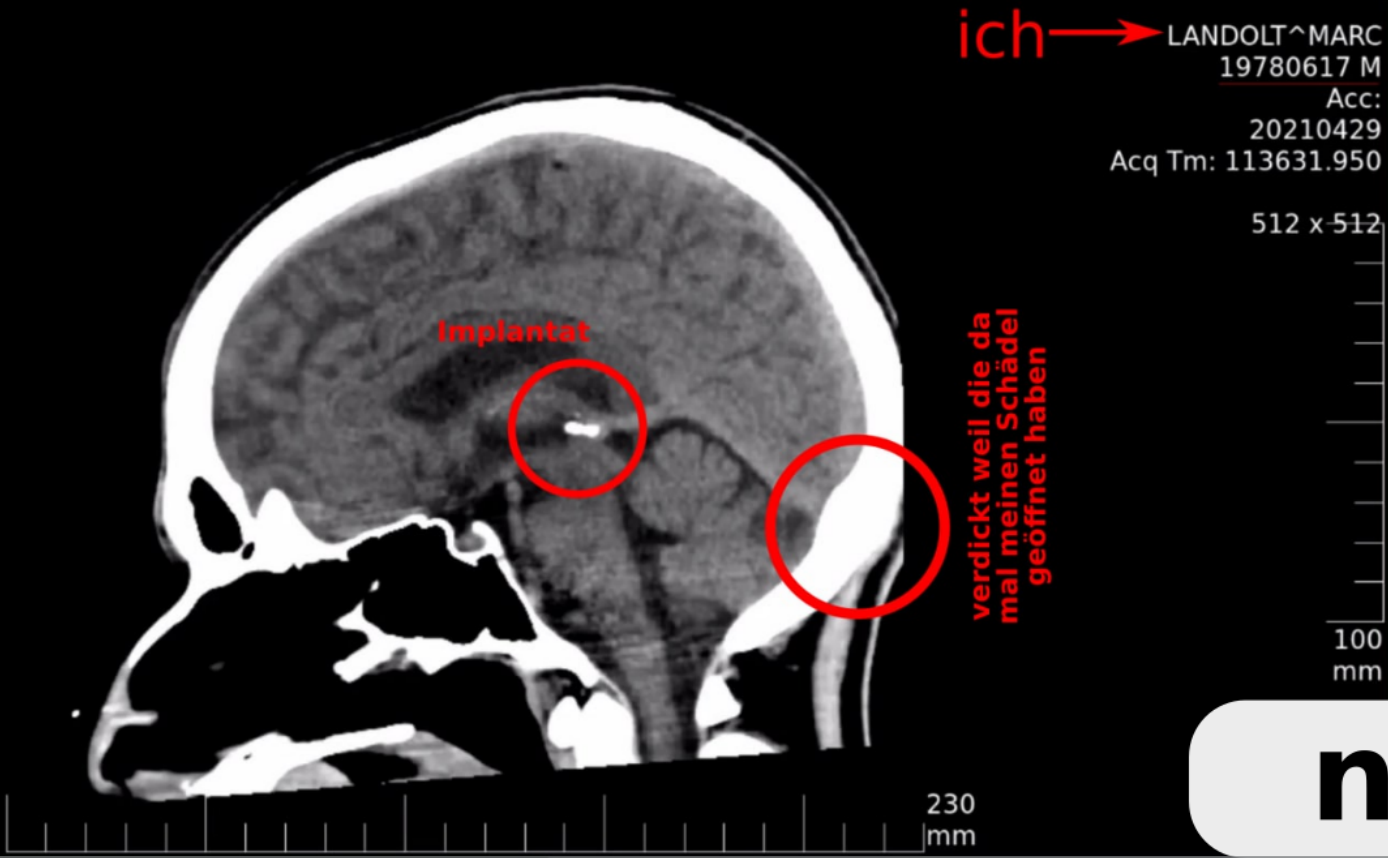 ich
LANDOLT^MARC
19780617 M
Acc:
20210429
Acq Tm: 113631.950
512 x 512
Implantat
verdickt weil die da
mal meinen Schädel
geöffnet haben
100
mm
230
mm
n